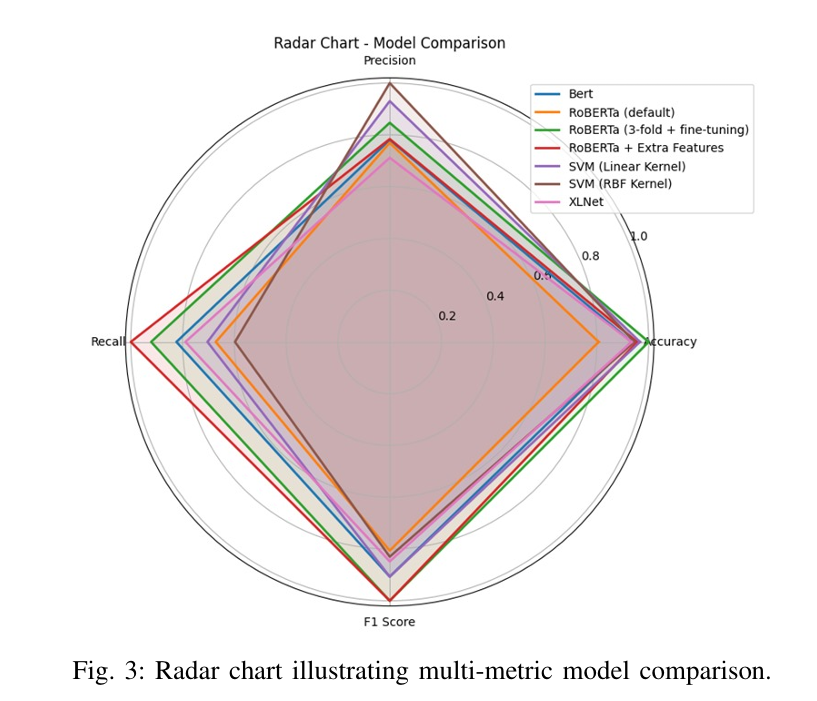 Radar Chart - Model Comparison
Precision
Bert
RoBERTa (default)
RoBERTa (3-fold + fine-tuning)
RoBERTa + Extra Features
SVM (Linear Kernel)
SVM (RBF Kernel)
XLNet
1.0
0.8
0.6
0.4
0.2
Recall
Accuracy
F1 Score
Fig. 3: Radar chart illustrating multi-metric model comparison.